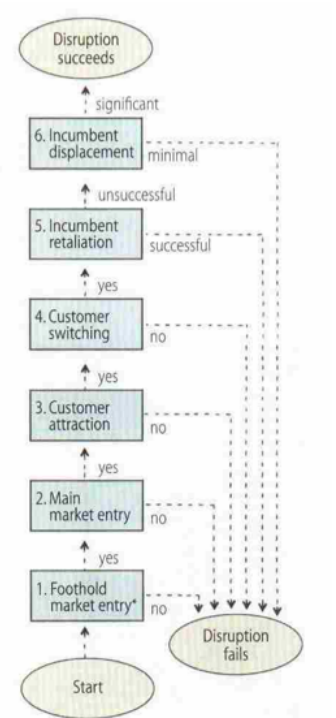 Disruption
succeeds
significant
6. Incumbent
displacement
minimal
unsuccessful
5. Incumbent
retaliation
successful
yes
4. Customer
switching
no
yes
3. Customer
attraction
no
yes
2. Main
market entry
no
yes
1. Foothold
market entry*
no
Disruption
fails
Start